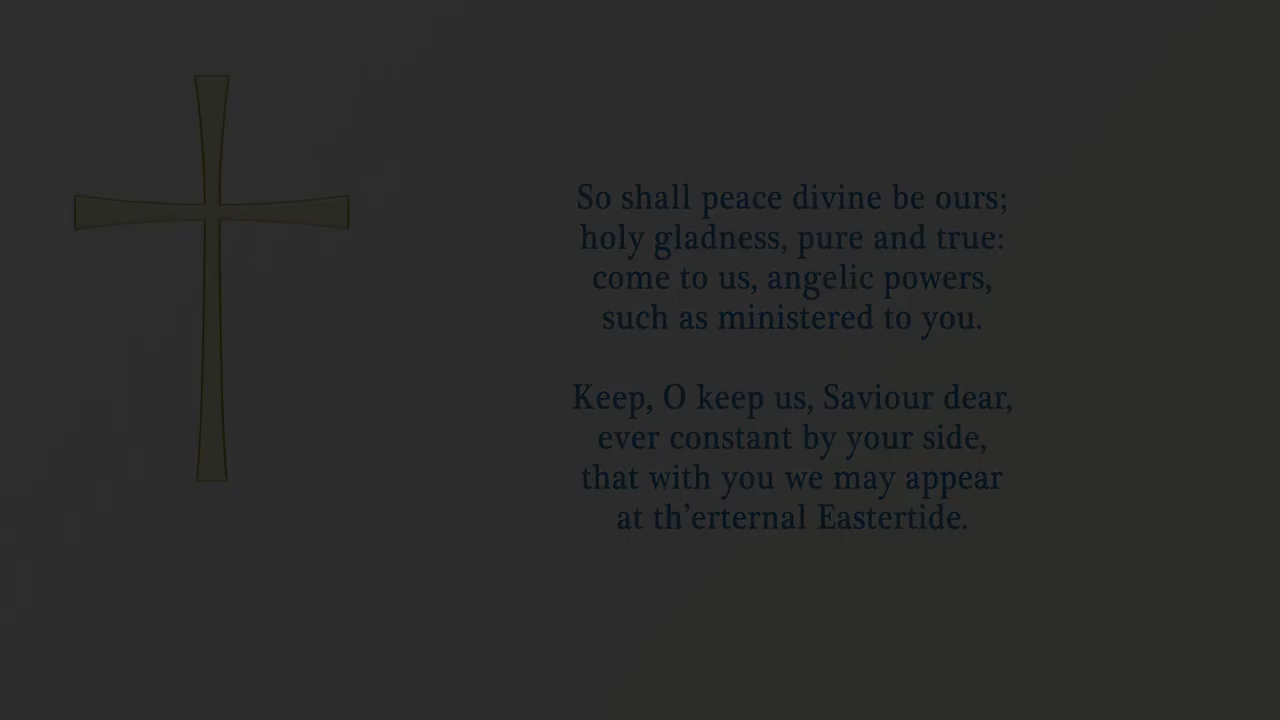 So shall peace divine be ours;
holy gladness, pure and true:
come to us, angelic powers,
such as ministered to you.
Keep, O keep us, Saviour dear,
ever constant by your side,
that with you we may appear
at th’erternal Eastertide.